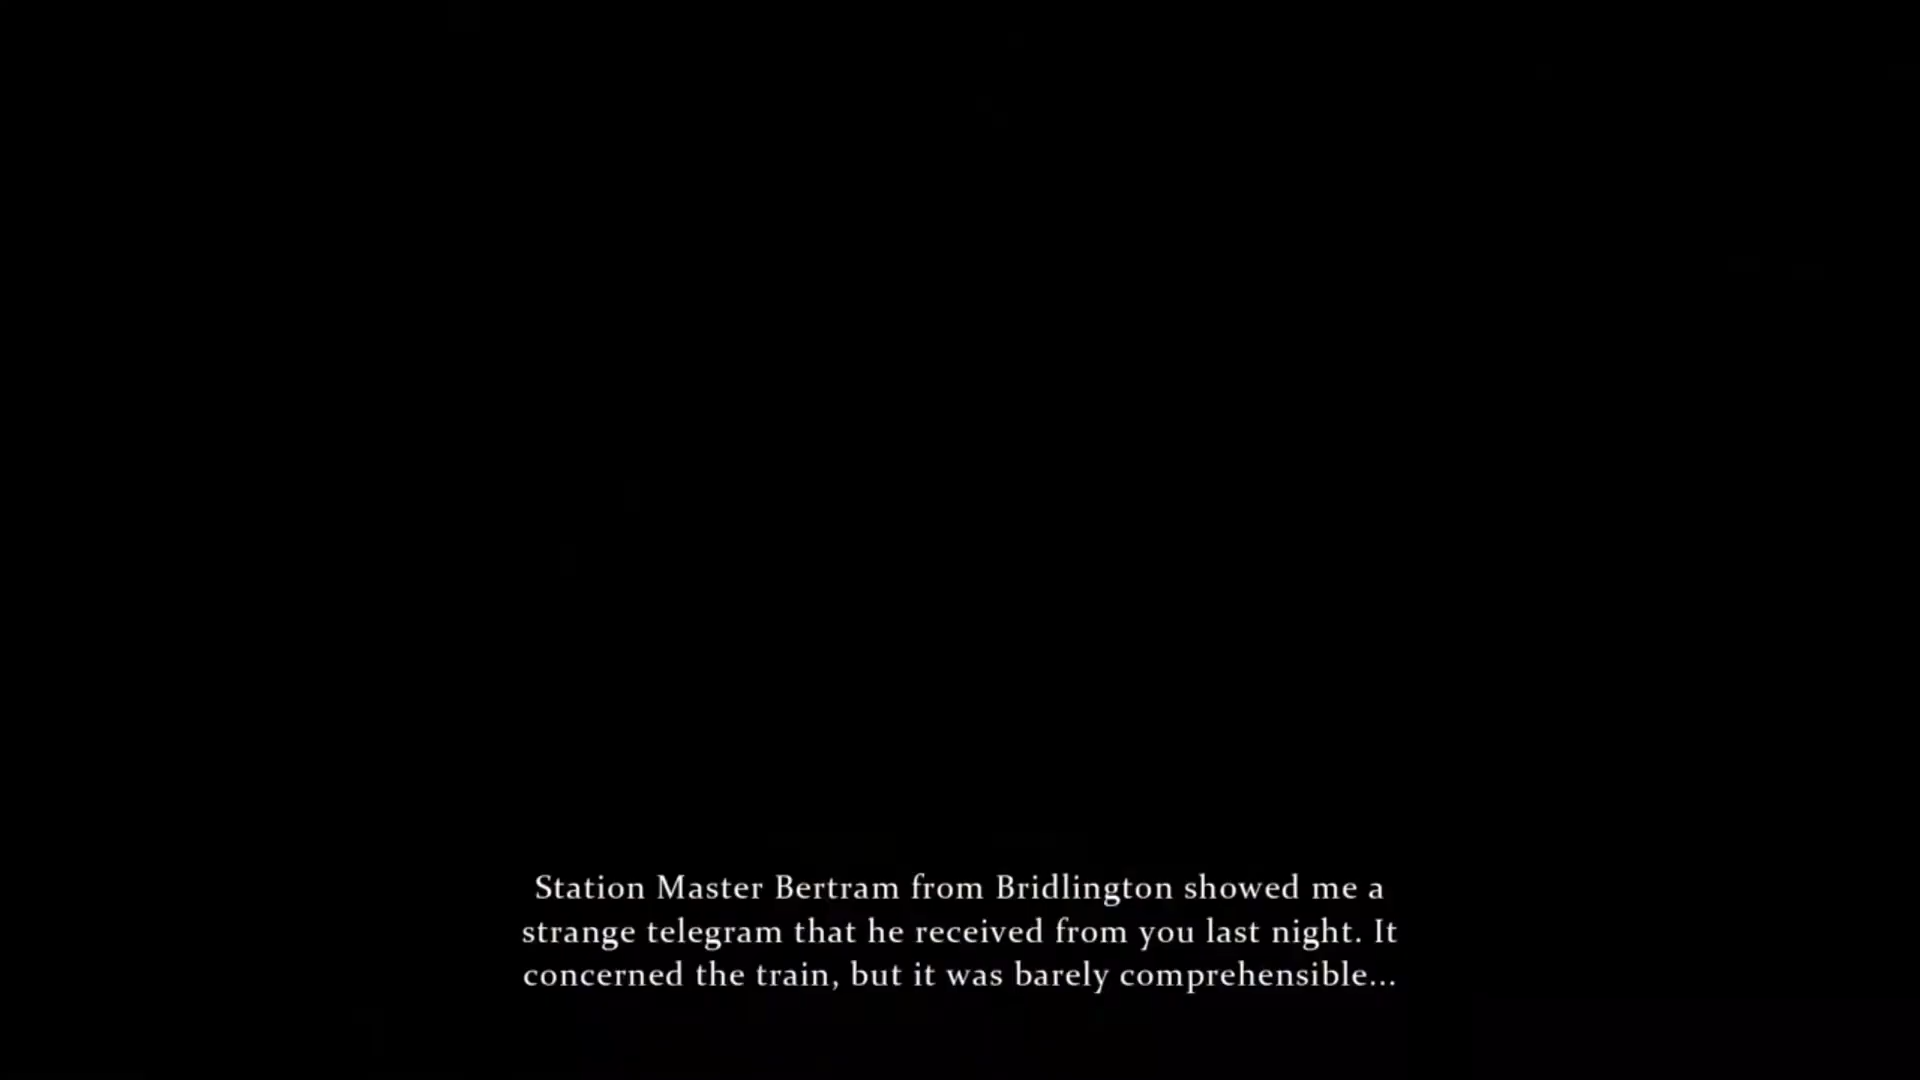 Station Master Bertram from Bridlington showed me a
strange telegram that he received from you last night. It
concerned the train, but it was barely comprehensible...